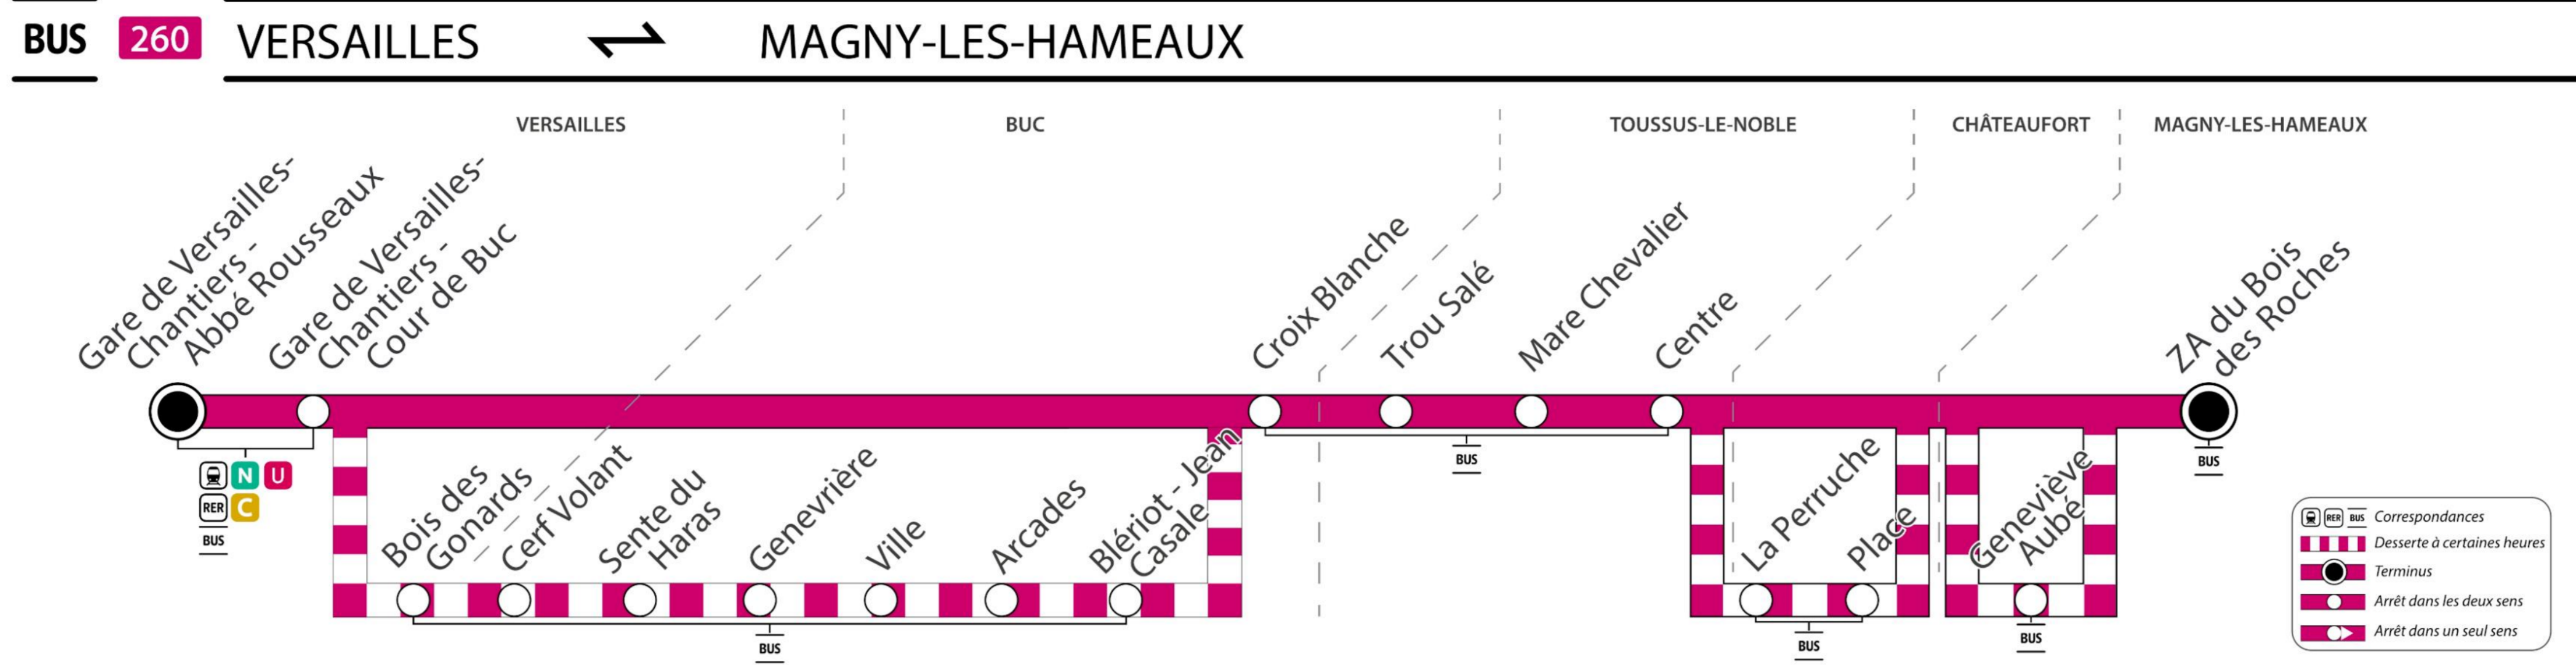 BUS 260 VERSAILLES MAGNY-LES-HAMEAUX
VERSAILLES
BUC
TOUSSUS-LE-NOBLE
CHÂTEAUFORT
MAGNY-LES-HAMEAUX
Gare de Versailles-
Chantiers -
Abbé Rousseaux
Gare de Versailles-
Chantiers -
Cour de Buc
Croix Blanche
Trou Salé
Mare Chevalier
Centre
ZA du Bois
des Roches
N U
RER C
BUS
Bois des
Gonards
Cerf Volant
Sente du
Haras
Genevrière
Ville
Arcades
Blériot - Jean
Casale
BUS
BUS
La Perruche
Place
BUS
Geneviève
Aubé
BUS
BUS
RER BUS Correspondances
Desserte à certaines heures
Terminus
Arrêt dans les deux sens
Arrêt dans un seul sens